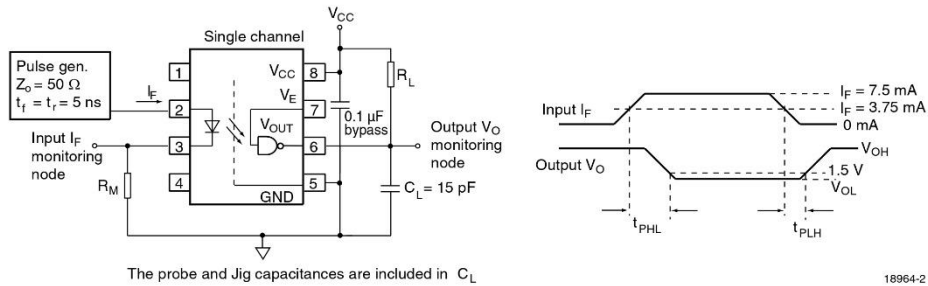 Single channel
Pulse gen.
Zo = 50 Ω
tf = tr = 5 ns
IF
Input IF
monitoring
node
RM
1
2
3
4
VCC
8
VE
7
VOUT
6
5
GND
VCC
RL
0.1 µF
bypass
Output VO
monitoring
node
CL = 15 pF
The probe and Jig capacitances are included in CL
Input IF
IF = 7.5 mA
IF = 3.75 mA
0 mA
Output VO
VOH
1.5 V
VOL
tPHL
tPLH
18964-2